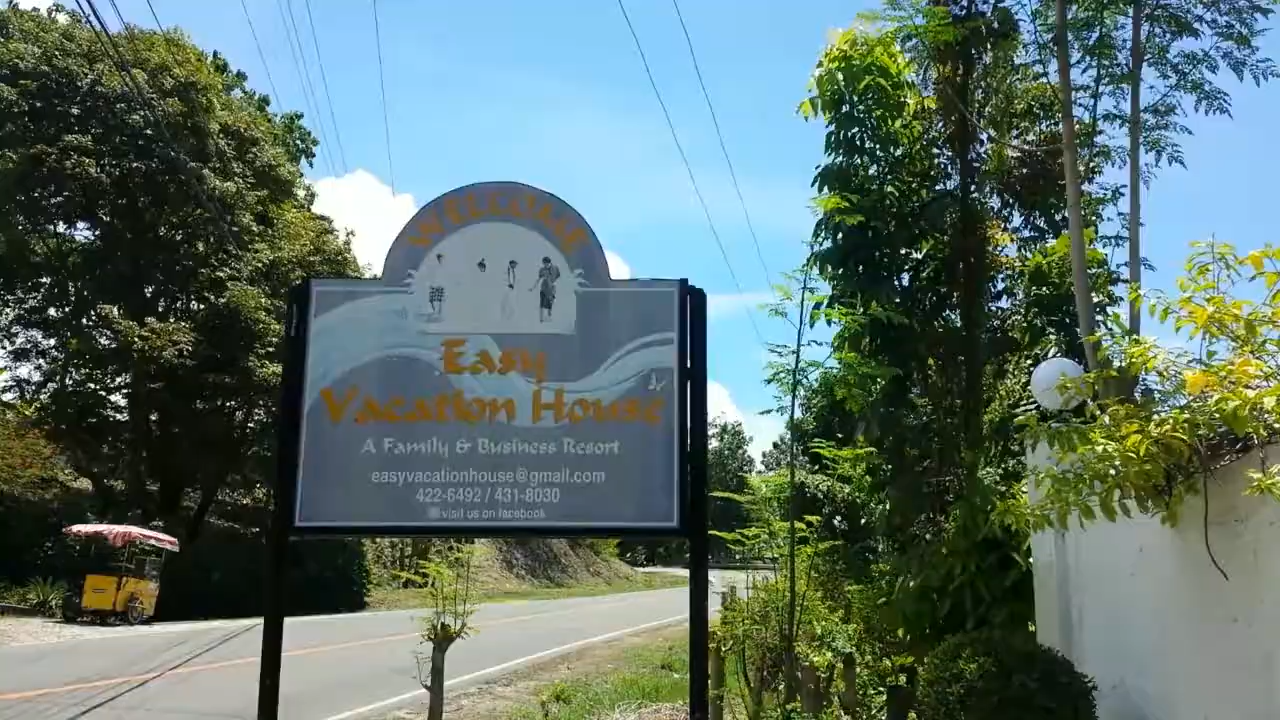 WELCOME
Easy
Vacation House
A Family & Business Resort
easyvacationhouse@gmail.com
422-6492 / 431-8030
visit us on facebook